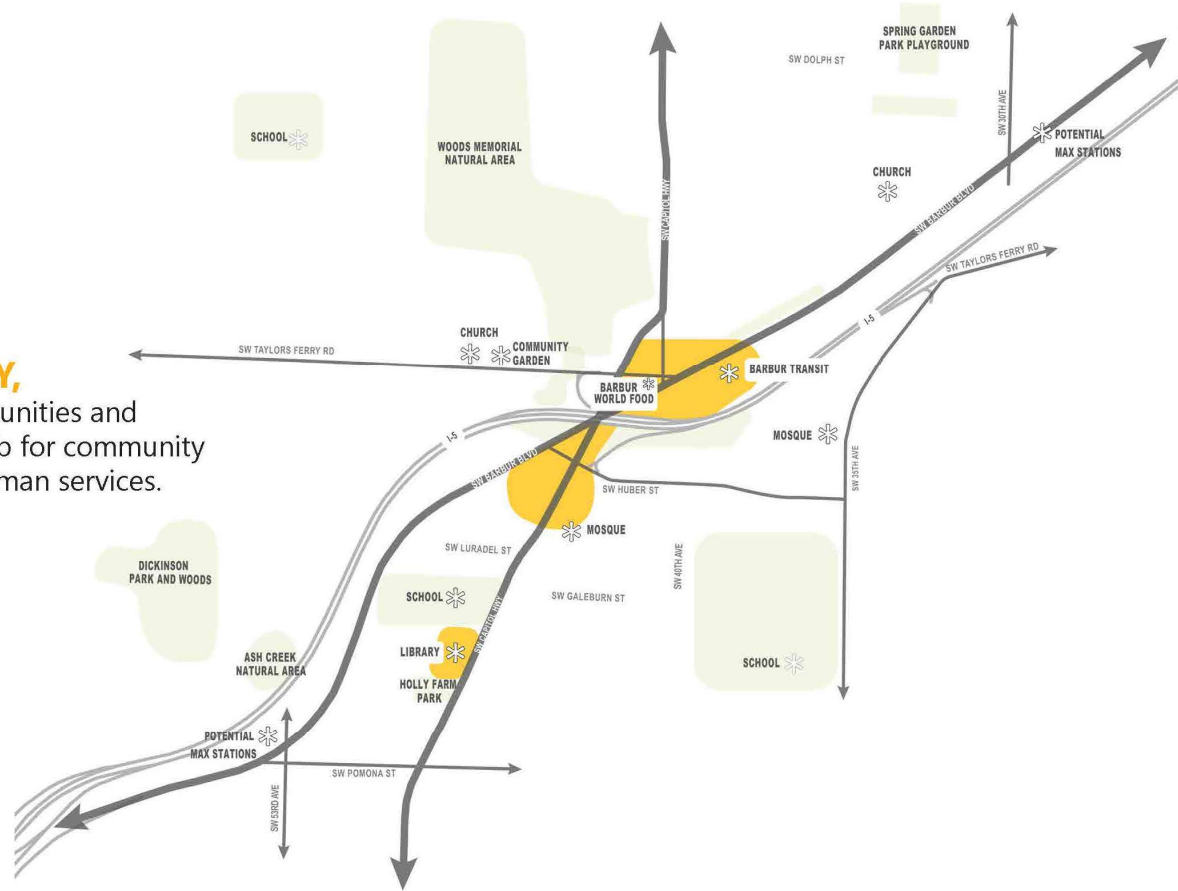 SPRING GARDEN
PARK PLAYGROUND
SW DOLPH ST
SW 30TH AVE
SCHOOL
WOODS MEMORIAL
NATURAL AREA
POTENTIAL
MAX STATIONS
CHURCH
SW CAPITOL HWY
SW BARBUR BLVD
SW TAYLORS FERRY RD
I-5
CHURCH
COMMUNITY
GARDEN
SW TAYLORS FERRY RD
BARBUR
WORLD FOOD
BARBUR TRANSIT
Y,
unities and
b for community
man services.
I-5
MOSQUE
SW BARBUR BLVD
SW HUBER ST
SW 35TH AVE
MOSQUE
SW LURADEL ST
SW 40TH AVE
DICKINSON
PARK AND WOODS
SCHOOL
SW GALEBURN ST
SW CAPITOL HWY
LIBRARY
ASH CREEK
NATURAL AREA
SCHOOL
HOLLY FARM
PARK
POTENTIAL
MAX STATIONS
SW POMONA ST
SW 53RD AVE